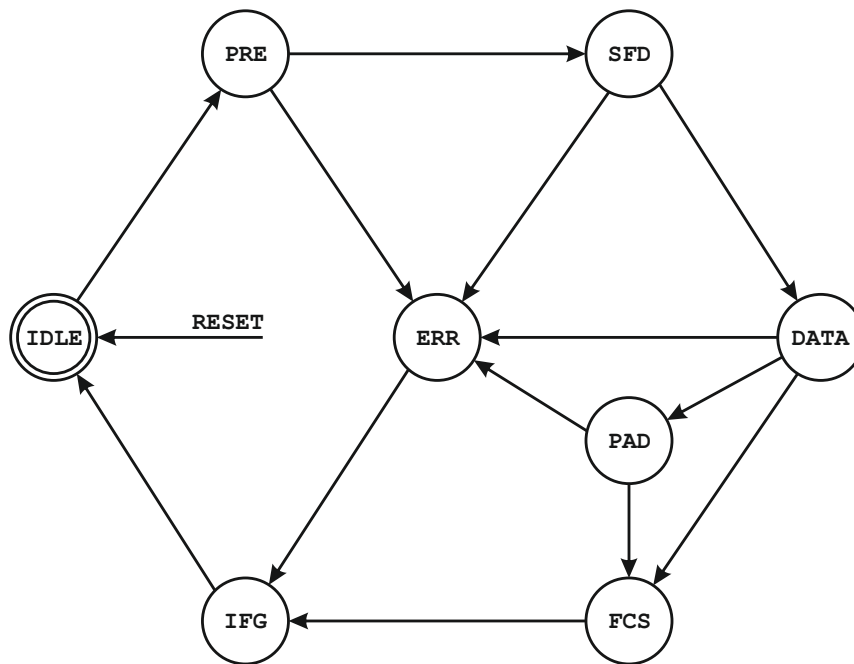 PRE
SFD
RESET
IDLE
ERR
DATA
PAD
IFG
FCS